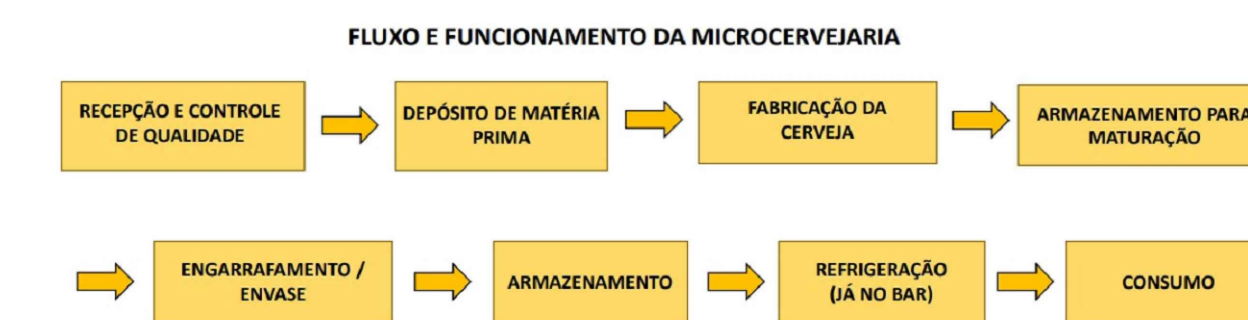 FLUXO E FUNCIONAMENTO DA MICROCERVEJARIA
RECEPÇÃO E CONTROLE
DE QUALIDADE
DEPÓSITO DE MATÉRIA
PRIMA
FABRICAÇÃO DA
CERVEJA
ARMAZENAMENTO PARA
MATURAÇÃO
ENGARRAFAMENTO /
ENVASE
ARMAZENAMENTO
REFRIGERAÇÃO
(JÁ NO BAR)
CONSUMO